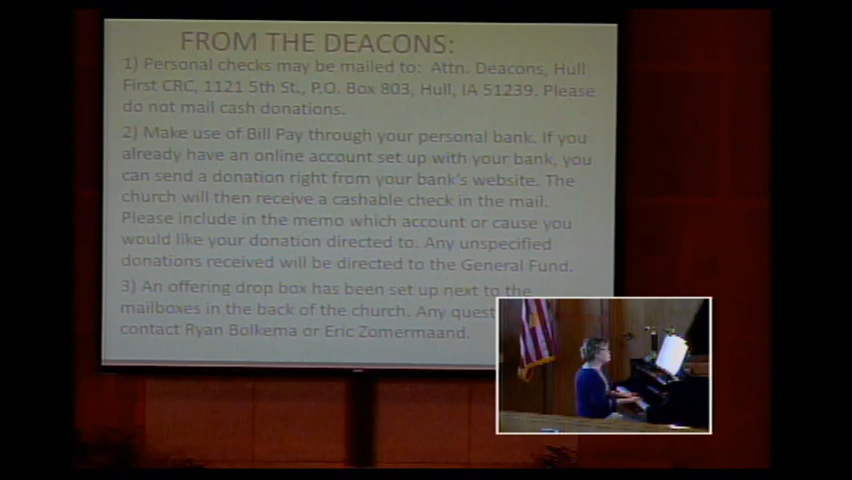 FROM THE DEACONS:
1) Personal checks may be mailed to: Attn. Deacons, Hull
First CRC, 1121 5th St., P.O. Box 803, Hull, IA 51239. Please
do not mail cash donations.
2) Make use of Bill Pay through your personal bank. If you
already have an online account set up with your bank, you
can send a donation right from your bank's website. The
church will then receive a cashable check in the mail.
Please include in the memo which account or cause you
would like your donation directed to. Any unspecified
donations received will be directed to the General Fund.
3) An offering drop box has been set up next to the
mailboxes in the back of the church. Any quest
contact Ryan Bolkema or Eric Zomermaand.